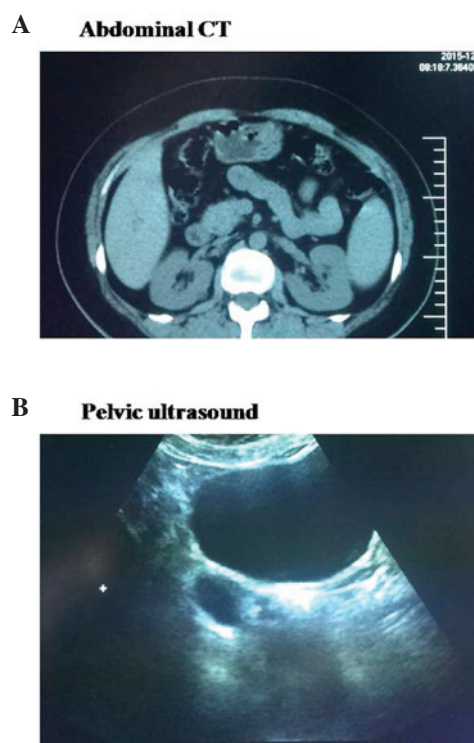 A
Abdominal CT
2015-12
08:18:7.3640
B
Pelvic ultrasound